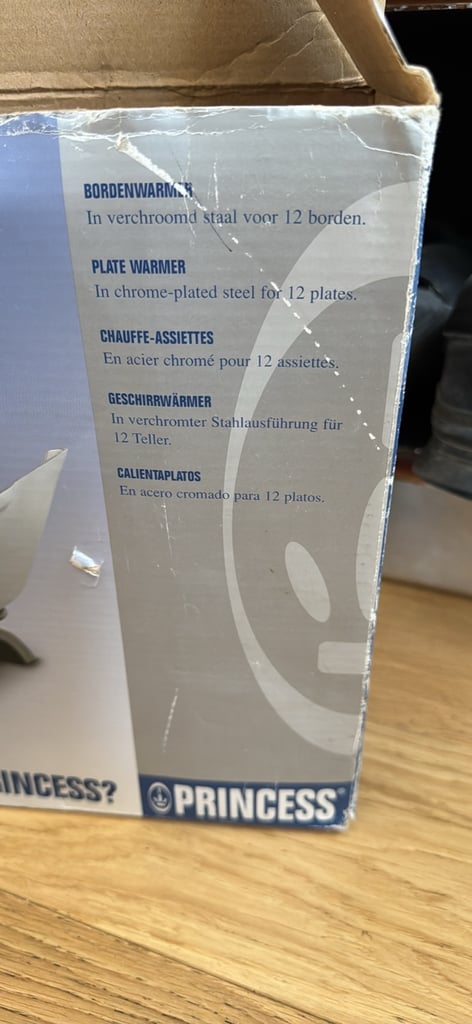 BORDENWARMER
In verchroomd staal voor 12 borden.
PLATE WARMER
In chrome-plated steel for 12 plates.
CHAUFFE-ASSIETTES
En acier chromé pour 12 assiettes.
GESCHIRRWÄRMER
In verchromter Stahlausführung für
12 Teller.
CALIENTAPLATOS
En acero cromado para 12 platos.
INCESS?
PRINCESS®